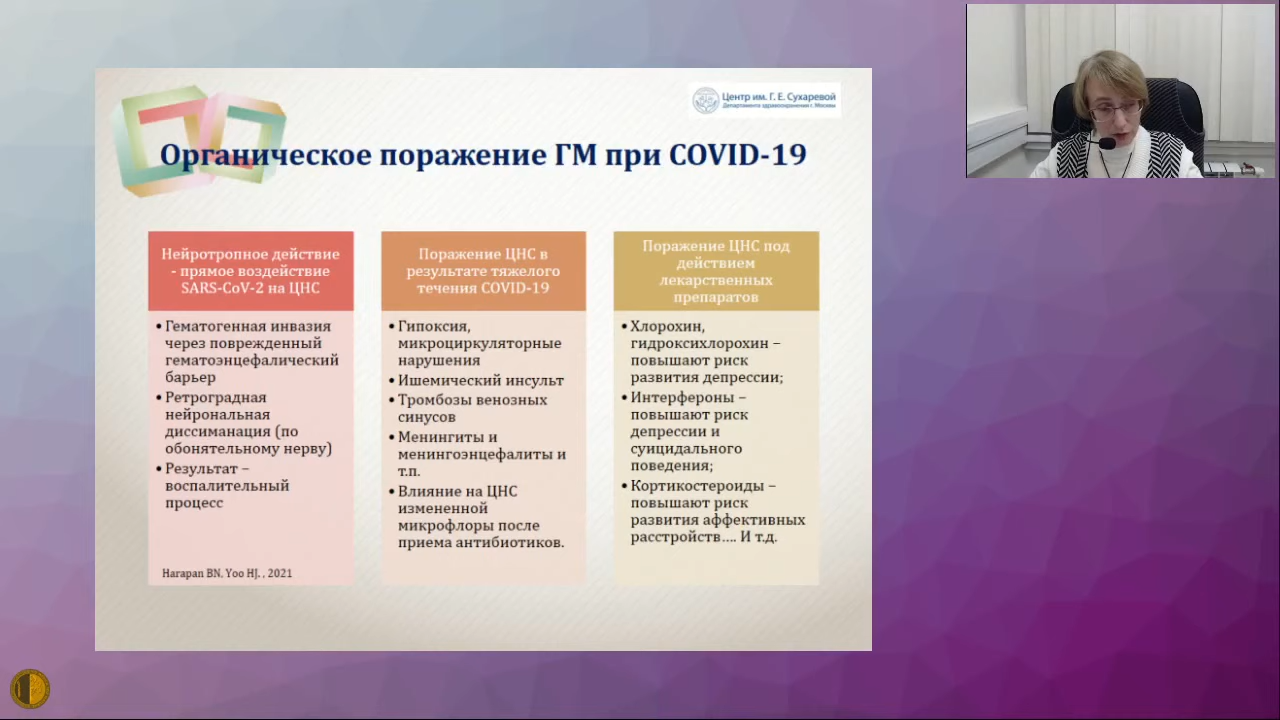 Центр им. Г. Е. Сухаревой
Департамента здравоохранения г. Москвы
Органическое поражение ГМ при COVID-19
Нейротропное действие
- прямое воздействие
SARS-CoV-2 на ЦНС
• Гематогенная инвазия
через поврежденный
гематоэнцефалический
барьер
• Ретроградная
нейрональная
диссиманация (по
обонятельному нерву)
• Результат –
воспалительный
процесс
Harapan BN, Yoo HJ. , 2021
Поражение ЦНС в
результате тяжелого
течения COVID-19
• Гипоксия,
микроциркуляторные
нарушения
• Ишемический инсульт
• Тромбозы венозных
синусов
• Менингиты и
менингоэнцефалиты и
т.п.
• Влияние на ЦНС
измененной
микрофлоры после
приема антибиотиков.
Поражение ЦНС под
действием
лекарственных
препаратов
• Хлорохин,
гидроксихлорохин –
повышают риск
развития депрессии;
• Интерфероны –
повышают риск
депрессии и
суицидального
поведения;
• Кортикостероиды –
повышают риск
развития аффективных
расстройств.... И т.д.